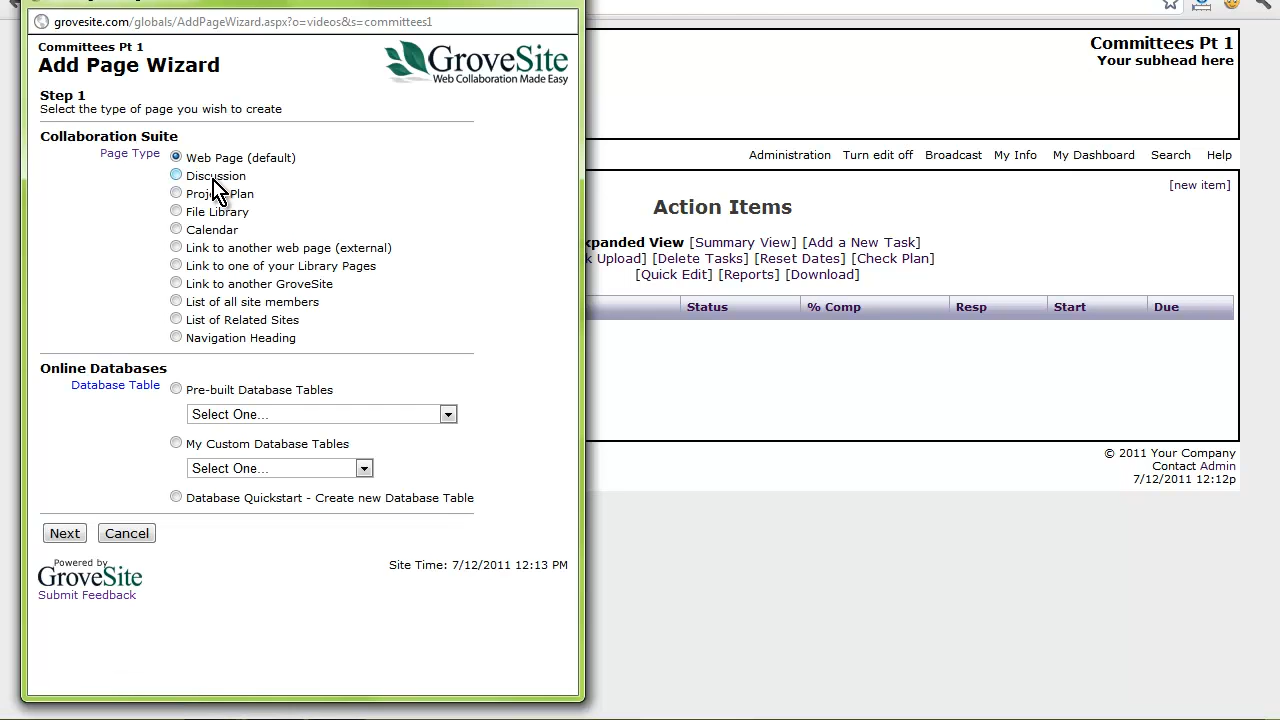 grovesite.com/globals/AddPageWizard.aspx?o=videos&s=committees1
Committees Pt 1
Add Page Wizard
GroveSite
Web Collaboration Made Easy
Step 1
Select the type of page you wish to create
Collaboration Suite
Page Type
Web Page (default)
Discussion
Project Plan
File Library
Calendar
Link to another web page (external)
Link to one of your Library Pages
Link to another GroveSite
List of all site members
List of Related Sites
Navigation Heading
Online Databases
Database Table
Pre-built Database Tables
Select One...
My Custom Database Tables
Select One...
Database Quickstart - Create new Database Table
Next Cancel
Powered by
GroveSite
Submit Feedback
Site Time: 7/12/2011 12:13 PM
Committees Pt 1
Your subhead here
Administration Turn edit off Broadcast My Info My Dashboard Search Help
[new item]
Action Items
xpanded View [Summary View] [Add a New Task]
k Upload] [Delete Tasks] [Reset Dates] [Check Plan]
[Quick Edit] [Reports] [Download]
Status % Comp Resp Start Due
© 2011 Your Company
Contact Admin
7/12/2011 12:12p